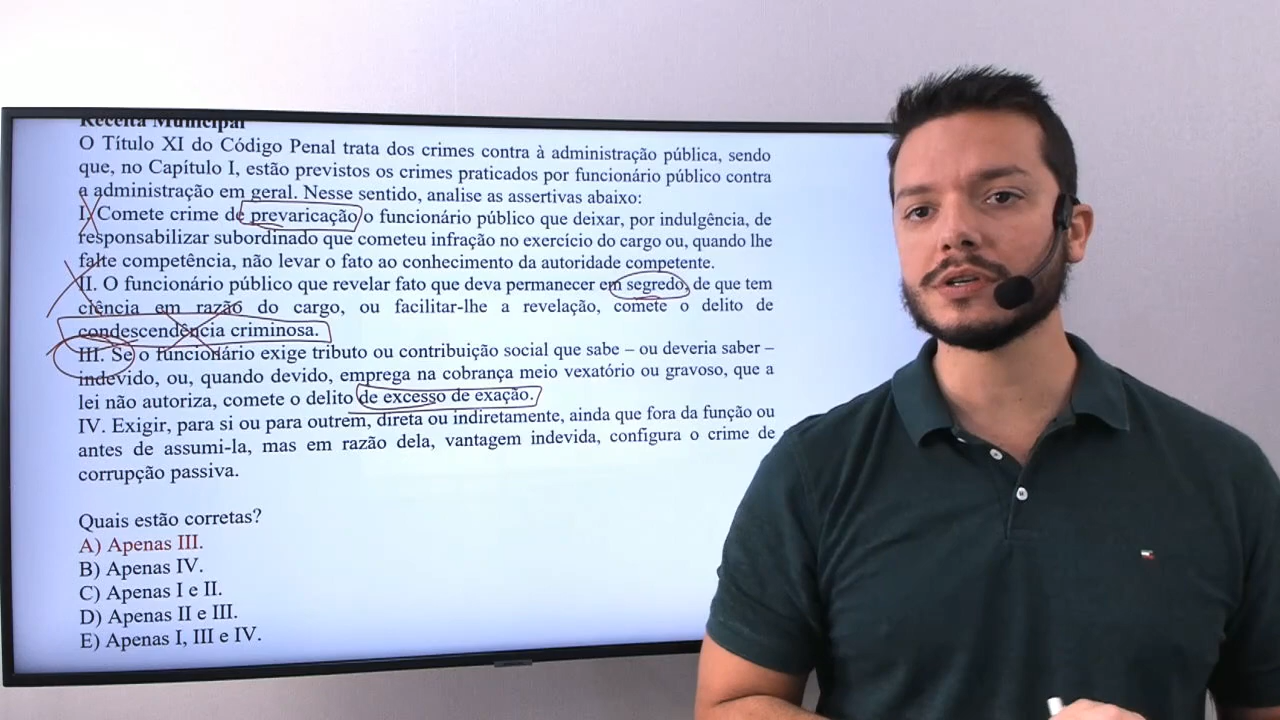 Receita Municipal
O Título XI do Código Penal trata dos crimes contra à administração pública, sendo
que, no Capítulo I, estão previstos os crimes praticados por funcionário público contra
a administração em geral. Nesse sentido, analise as assertivas abaixo:
I. Comete crime de prevaricação o funcionário público que deixar, por indulgência, de
responsabilizar subordinado que cometeu infração no exercício do cargo ou, quando lhe
falte competência, não levar o fato ao conhecimento da autoridade competente.
II. O funcionário público que revelar fato que deva permanecer em segredo, de que tem
ciência em razão do cargo, ou facilitar-lhe a revelação, comete o delito de
condescendência criminosa.
III. Se o funcionário exige tributo ou contribuição social que sabe – ou deveria saber –
indevido, ou, quando devido, emprega na cobrança meio vexatório ou gravoso, que a
lei não autoriza, comete o delito de excesso de exação.
IV. Exigir, para si ou para outrem, direta ou indiretamente, ainda que fora da função ou
antes de assumi-la, mas em razão dela, vantagem indevida, configura o crime de
corrupção passiva.
Quais estão corretas?
A) Apenas III.
B) Apenas IV.
C) Apenas I e II.
D) Apenas II e III.
E) Apenas I, III e IV.